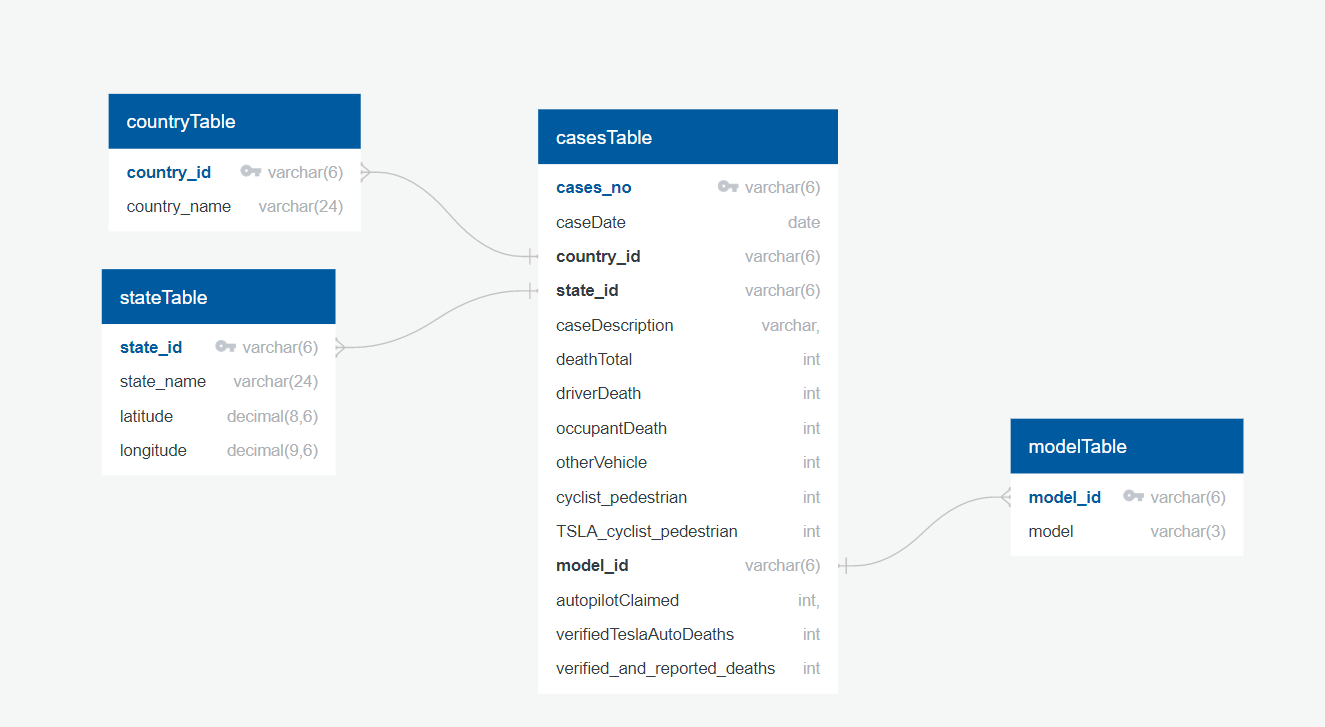 countryTable
country_id varchar(6)
country_name varchar(24)
stateTable
state_id varchar(6)
state_name varchar(24)
latitude decimal(8,6)
longitude decimal(9,6)
casesTable
cases_no varchar(6)
caseDate date
country_id varchar(6)
state_id varchar(6)
caseDescription varchar,
deathTotal int
driverDeath int
occupantDeath int
otherVehicle int
cyclist_pedestrian int
TSLA_cyclist_pedestrian int
model_id varchar(6)
autopilotClaimed int,
verifiedTeslaAutoDeaths int
verified_and_reported_deaths int
modelTable
model_id varchar(6)
model varchar(3)